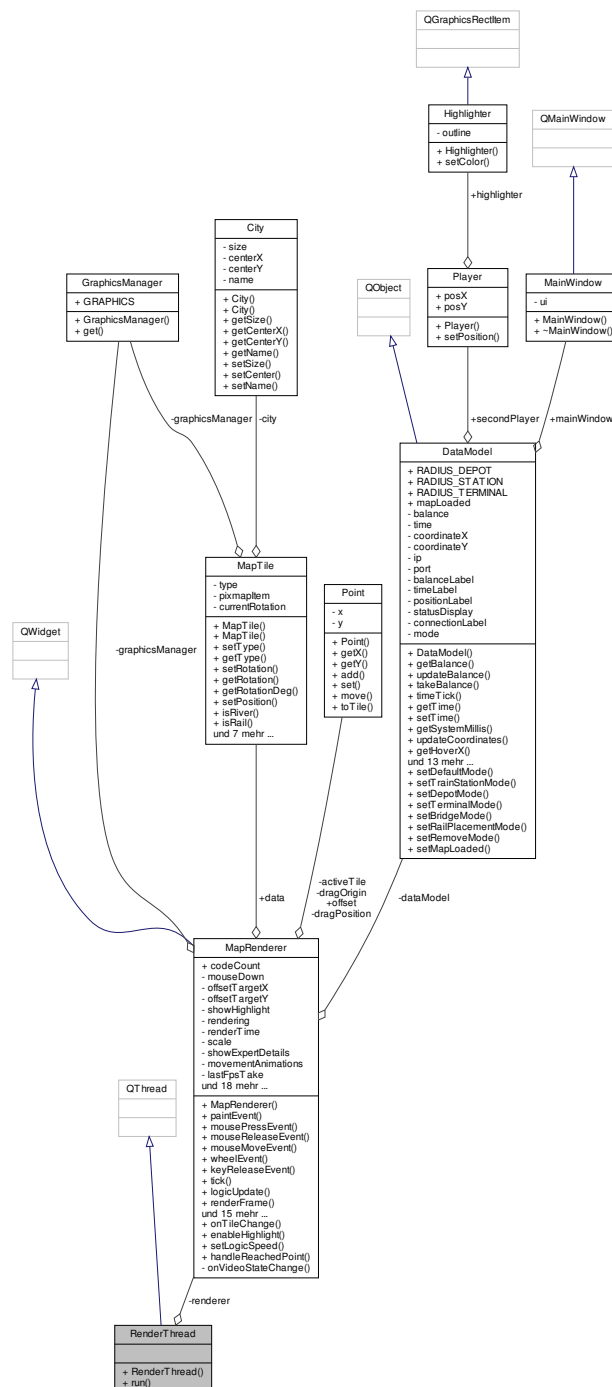 QGraphicsRectItem
Highlighter
- outline
+ Highlighter()
+ setColor()
QMainWindow
+highlighter
City
- size
- centerX
- centerY
- name
+ City()
+ City()
+ getSize()
+ getCenterX()
+ getCenterY()
+ getName()
+ setSize()
+ setCenter()
+ setName()
GraphicsManager
+ GRAPHICS
+ GraphicsManager()
+ get()
QObject
Player
+ posX
+ posY
+ Player()
+ setPosition()
MainWindow
- ui
+ MainWindow()
+ ~MainWindow()
-graphicsManager
-city
+secondPlayer
+mainWindow
DataModel
+ RADIUS_DEPOT
+ RADIUS_STATION
+ RADIUS_TERMINAL
+ mapLoaded
- balance
- time
- coordinateX
- coordinateY
- ip
- port
- balanceLabel
- timeLabel
- positionLabel
- statusDisplay
- connectionLabel
- mode
+ DataModel()
+ getBalance()
+ updateBalance()
+ takeBalance()
+ timeTick()
+ getTime()
+ setTime()
+ getSystemMillis()
+ updateCoordinates()
+ getHoverX()
und 13 mehr ...
+ setDefaultMode()
+ setTrainStationMode()
+ setDepotMode()
+ setTerminalMode()
+ setBridgeMode()
+ setRailPlacementMode()
+ setRemoveMode()
+ setMapLoaded()
MapTile
- type
- pixmapItem
- currentRotation
+ MapTile()
+ MapTile()
+ setType()
+ getType()
+ setRotation()
+ getRotation()
+ getRotationDeg()
+ setPosition()
+ isRiver()
+ isRail()
und 7 mehr ...
Point
- x
- y
+ Point()
+ getX()
+ getY()
+ add()
+ set()
+ move()
+ toTile()
QWidget
-graphicsManager
+data
-activeTile
-dragOrigin
+offset
-dragPosition
-dataModel
MapRenderer
+ codeCount
- mouseDown
- offsetTargetX
- offsetTargetY
- showHighlight
- rendering
- renderTime
- scale
- showExpertDetails
- movementAnimations
- lastFpsTake
und 18 mehr ...
+ MapRenderer()
+ paintEvent()
+ mousePressEvent()
+ mouseReleaseEvent()
+ mouseMoveEvent()
+ wheelEvent()
+ keyReleaseEvent()
+ tick()
+ logicUpdate()
+ renderFrame()
und 15 mehr ...
+ onTileChange()
+ enableHighlight()
+ setLogicSpeed()
+ handleReachedPoint()
- onVideoStateChange()
QThread
-renderer
RenderThread
+ RenderThread()
+ run()